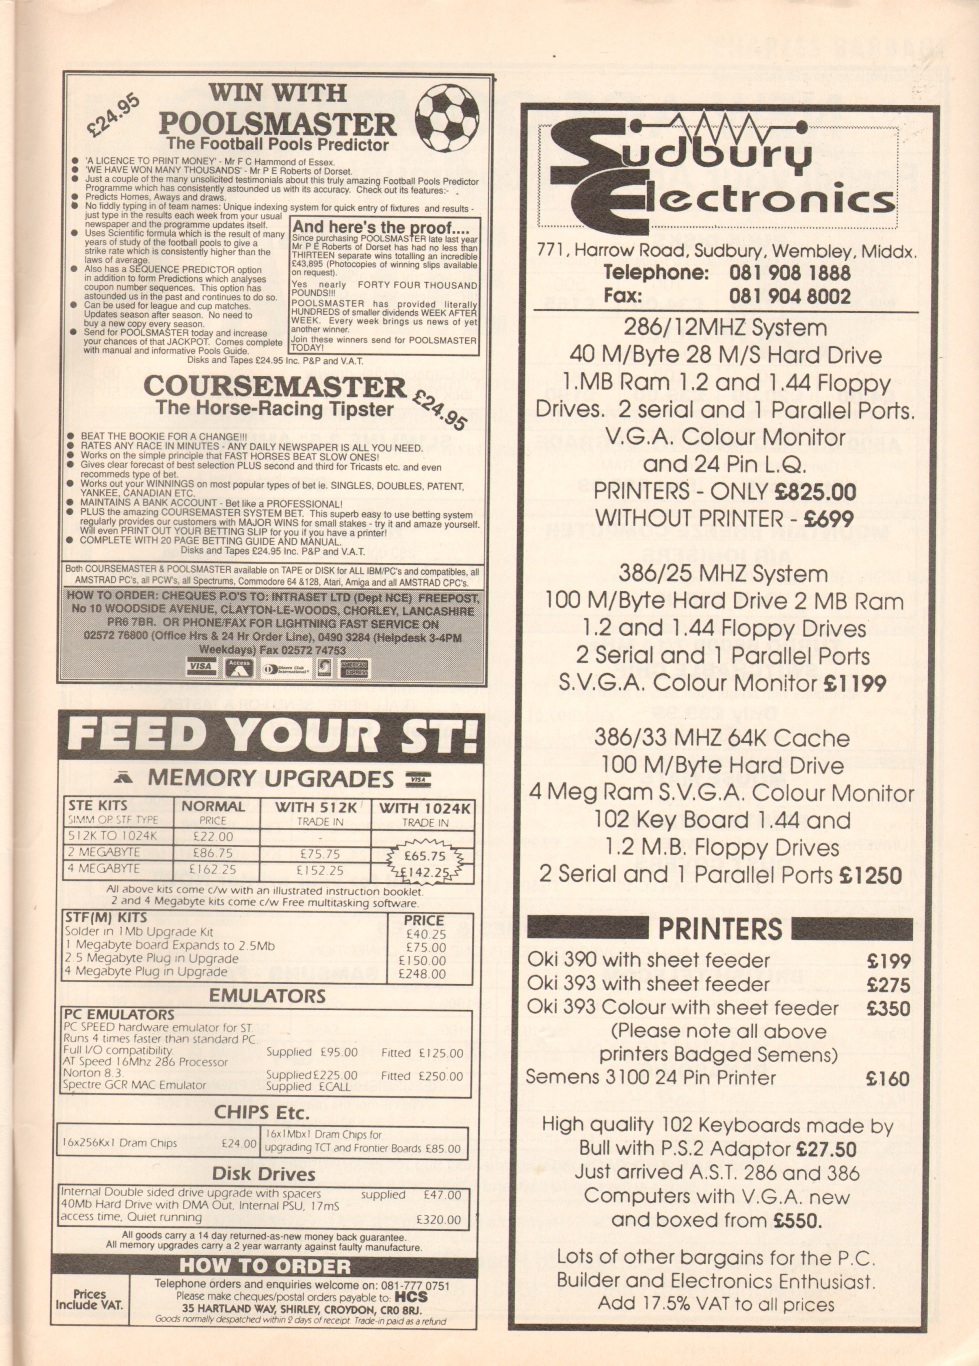 £24.95
WIN WITH
POOLSMASTER
The Football Pools Predictor
'A LICENCE TO PRINT MONEY' - Mr F C Hammond of Essex.
'WE HAVE WON MANY THOUSANDS' - Mr P E Roberts of Dorset.
Just a couple of the many unsolicited testimonials about this truly amazing Football Pools Predictor
Programme which has consistently astounded us with its accuracy. Check out its features:-
Predicts Homes, Aways and draws.
No fiddly typing in of team names: Unique indexing system for quick entry of fixtures and results -
just type in the results each week from your usual
newspaper and the programme updates itself.
Uses Scientific formula which is the result of many
years of study of the football pools to give a
strike rate which is consistently higher than the
laws of average.
Also has a SEQUENCE PREDICTOR option
in addition to form Predictions which analyses
coupon number sequences. This option has
astounded us in the past and continues to do so.
Can be used for league and cup matches.
Updates season after season. No need to
buy a new copy every season.
Send for POOLSMASTER today and increase
your chances of that JACKPOT. Comes complete
with manual and informative Pools Guide.
And here's the proof....
Since purchasing POOLSMASTER late last year
Mr P E Roberts of Dorset has had no less than
THIRTEEN separate wins totalling an incredible
£43,895 (Photocopies of winning slips available
on request).
Yes nearly FORTY FOUR THOUSAND
POUNDS!!!
POOLSMASTER has provided literally
HUNDREDS of smaller dividends WEEK AFTER
WEEK. Every week brings us news of yet
another winner.
Join these winners send for POOLSMASTER
TODAY!
Disks and Tapes £24.95 Inc. P&P and V.A.T.
COURSEMASTER
The Horse-Racing Tipster
£24.95
BEAT THE BOOKIE FOR A CHANGE!!!
RATES ANY RACE IN MINUTES - ANY DAILY NEWSPAPER IS ALL YOU NEED.
Works on the simple principle that FAST HORSES BEAT SLOW ONES!
Gives clear forecast of best selection PLUS second and third for Tricasts etc. and even
recommeds type of bet.
Works out your WINNINGS on most popular types of bet ie. SINGLES, DOUBLES, PATENT,
YANKEE, CANADIAN ETC.
MAINTAINS A BANK ACCOUNT - Bet like a PROFESSIONAL!
PLUS the amazing COURSEMASTER SYSTEM BET. This superb easy to use betting system
regularly provides our customers with MAJOR WINS for small stakes - try it and amaze yourself.
Will even PRINT OUT YOUR BETTING SLIP for you if you have a printer!
COMPLETE WITH 20 PAGE BETTING GUIDE AND MANUAL.
Disks and Tapes £24.95 Inc. P&P and V.A.T.
Both COURSEMASTER & POOLSMASTER available on TAPE or DISK for ALL IBM/PC's and compatibles, all
AMSTRAD PC's, all PCW's, all Spectrums, Commodore 64 &128, Atari, Amiga and all AMSTRAD CPC's.
HOW TO ORDER: CHEQUES P.O'S TO: INTRASET LTD (Dept NCE) FREEPOST,
No 10 WOODSIDE AVENUE, CLAYTON-LE-WOODS, CHORLEY, LANCASHIRE
PR6 7BR. OR PHONE/FAX FOR LIGHTNING FAST SERVICE ON
02572 76800 (Office Hrs & 24 Hr Order Line), 0490 3284 (Helpdesk 3-4PM
Weekdays) Fax 02572 74753
VISA Access Diners Club International
FEED YOUR ST!
MEMORY UPGRADES VISA
STE KITS NORMAL WITH 512K WITH 1024K
SIMM OR STF TYPE PRICE TRADE IN TRADE IN
512K TO 1024K £22.00 -
2 MEGABYTE £86.75 £75.75 £65.75
4 MEGABYTE £162.25 £152.25 £142.25
All above kits come c/w with an illustrated instruction booklet.
2 and 4 Megabyte kits come c/w Free multitasking software.
STF(M) KITS PRICE
Solder in 1Mb Upgrade Kit £40.25
1 Megabyte board Expands to 2.5Mb £75.00
2.5 Megabyte Plug in Upgrade £150.00
4 Megabyte Plug in Upgrade £248.00
EMULATORS
PC EMULATORS
PC SPEED hardware emulator for ST.
Runs 4 times faster than standard PC.
Full I/O compatibility Supplied £95.00 Fitted £125.00
AT Speed 16Mhz 286 Processor
Norton 8.3. Supplied £225.00 Fitted £250.00
Spectre GCR MAC Emulator Supplied £CALL
CHIPS Etc.
16x256Kx1 Dram Chips £24.00
16x1Mbx1 Dram Chips for
upgrading TCT and Frontier Boards £85.00
Disk Drives
Internal Double sided drive upgrade with spacers supplied £47.00
40Mb Hard Drive with DMA Out, Internal PSU, 17mS
access time, Quiet running £320.00
All goods carry a 14 day returned-as-new money back guarantee.
All memory upgrades carry a 2 year warranty against faulty manufacture.
HOW TO ORDER
Prices
Include VAT.
Telephone orders and enquiries welcome on: 081-777 0751
Please make cheques/postal orders payable to: HCS
35 HARTLAND WAY, SHIRLEY, CROYDON, CR0 8RJ.
Goods normally despatched within 2 days of receipt. Trade-in paid as a refund
Sudbury
Electronics
771, Harrow Road, Sudbury, Wembley, Middx.
Telephone: 081 908 1888
Fax: 081 904 8002
286/12MHZ System
40 M/Byte 28 M/S Hard Drive
1.MB Ram 1.2 and 1.44 Floppy
Drives. 2 serial and 1 Parallel Ports.
V.G.A. Colour Monitor
and 24 Pin L.Q.
PRINTERS - ONLY £825.00
WITHOUT PRINTER - £699
386/25 MHZ System
100 M/Byte Hard Drive 2 MB Ram
1.2 and 1.44 Floppy Drives
2 Serial and 1 Parallel Ports
S.V.G.A. Colour Monitor £1199
386/33 MHZ 64K Cache
100 M/Byte Hard Drive
4 Meg Ram S.V.G.A. Colour Monitor
102 Key Board 1.44 and
1.2 M.B. Floppy Drives
2 Serial and 1 Parallel Ports £1250
PRINTERS
Oki 390 with sheet feeder £199
Oki 393 with sheet feeder £275
Oki 393 Colour with sheet feeder £350
(Please note all above
printers Badged Semens)
Semens 3100 24 Pin Printer £160
High quality 102 Keyboards made by
Bull with P.S.2 Adaptor £27.50
Just arrived A.S.T. 286 and 386
Computers with V.G.A. new
and boxed from £550.
Lots of other bargains for the P.C.
Builder and Electronics Enthusiast.
Add 17.5% VAT to all prices